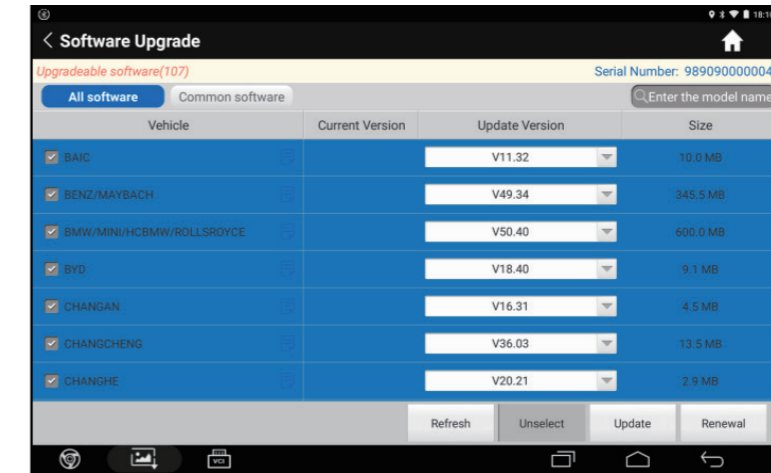 18:10
< Software Upgrade
Upgradeable software(107) Serial Number: 989090000004
All software Common software Enter the model name
Vehicle Current Version Update Version Size
BAIC V11.32 10.0 MB
BENZ/MAYBACH V49.34 345.5 MB
BMW/MINI/HCBMW/ROLLSROYCE V50.40 600.0 MB
BYD V18.40 9.1 MB
CHANGAN V16.31 4.5 MB
CHANGCHENG V36.03 13.5 MB
CHANGHE V20.21 2.9 MB
Refresh Unselect Update Renewal
VCI